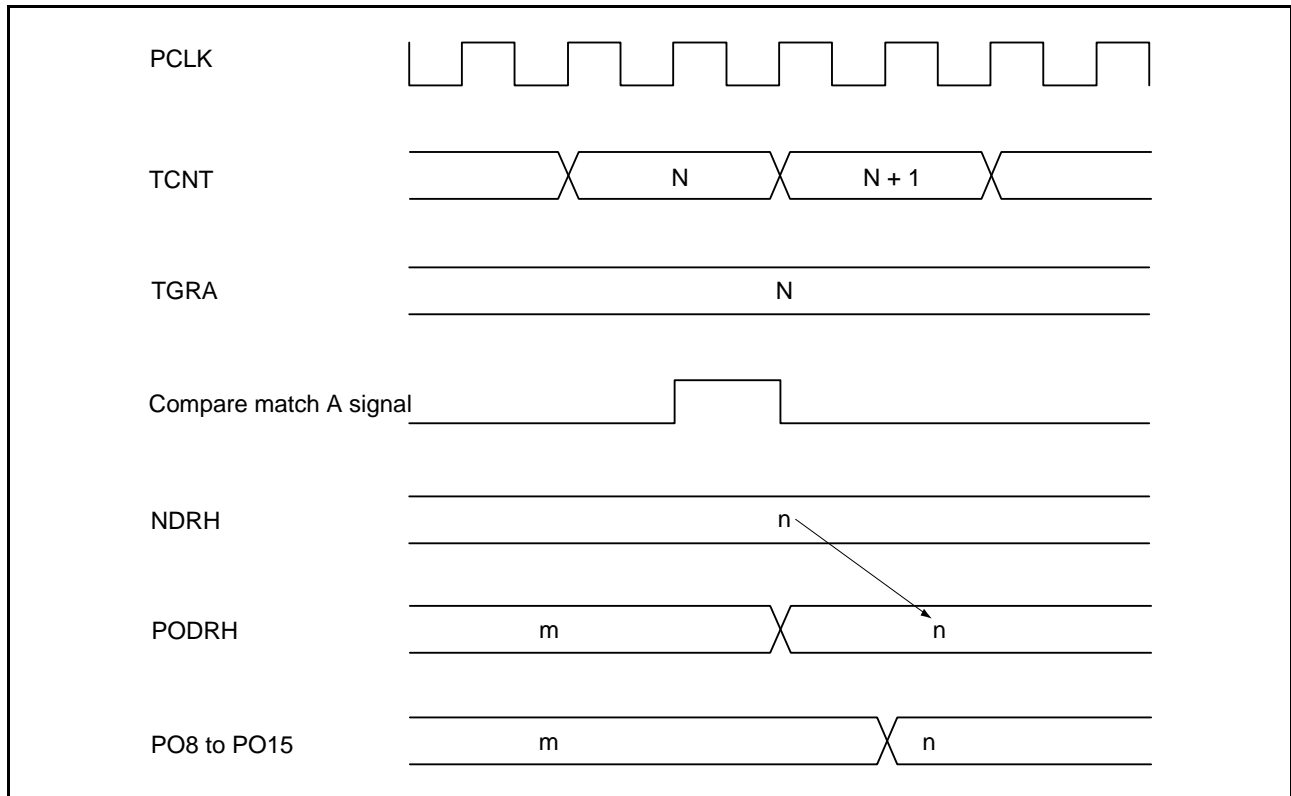 PCLK
TCNT N N + 1
TGRA N
Compare match A signal
NDRH n
PODRH m n
PO8 to PO15 m n